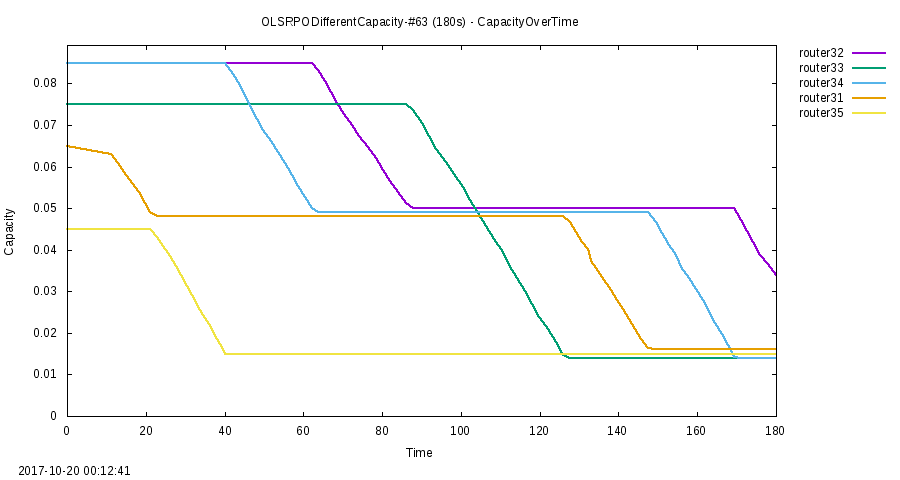 OLSRPODifferentCapacity-#63 (180s) - CapacityOverTime
router32
router33
router34
router31
router35
0.08
0.07
0.06
0.05
0.04
0.03
0.02
0.01
0
Capacity
0 20 40 60 80 100 120 140 160 180
Time
2017-10-20 00:12:41